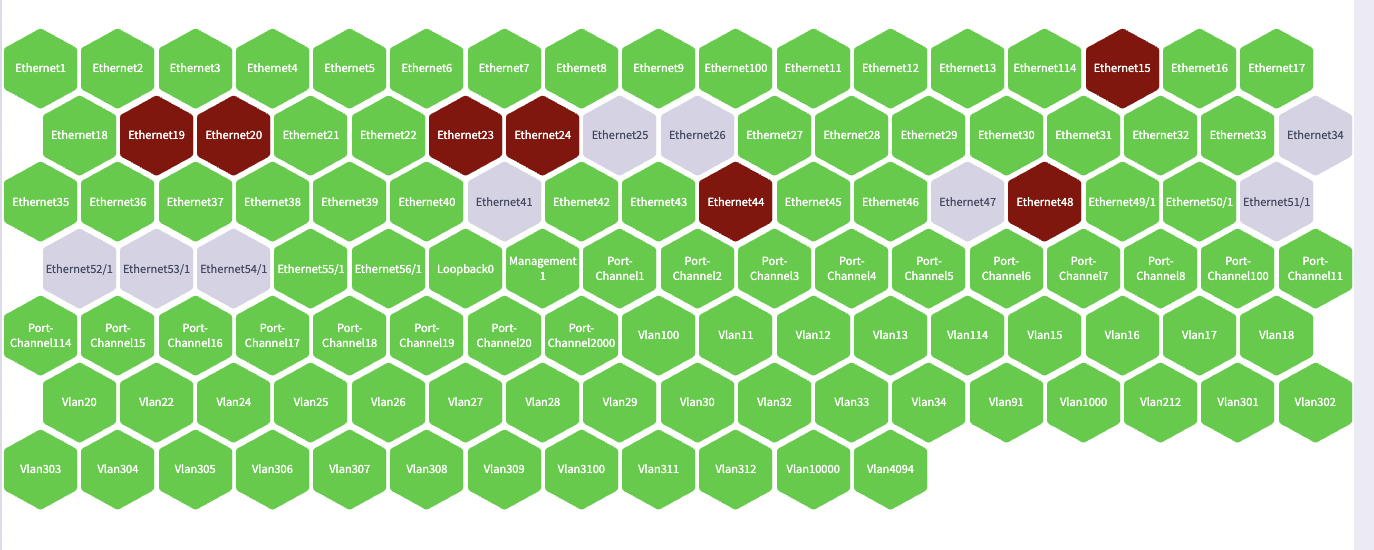 Ethernet1 Ethernet2 Ethernet3 Ethernet4 Ethernet5 Ethernet6 Ethernet7 Ethernet8 Ethernet9 Ethernet100 Ethernet11 Ethernet12 Ethernet13 Ethernet114 Ethernet15 Ethernet16 Ethernet17
Ethernet18 Ethernet19 Ethernet20 Ethernet21 Ethernet22 Ethernet23 Ethernet24 Ethernet25 Ethernet26 Ethernet27 Ethernet28 Ethernet29 Ethernet30 Ethernet31 Ethernet32 Ethernet33 Ethernet34
Ethernet35 Ethernet36 Ethernet37 Ethernet38 Ethernet39 Ethernet40 Ethernet41 Ethernet42 Ethernet43 Ethernet44 Ethernet45 Ethernet46 Ethernet47 Ethernet48 Ethernet49/1 Ethernet50/1 Ethernet51/1
Ethernet52/1 Ethernet53/1 Ethernet54/1 Ethernet55/1 Ethernet56/1 Loopback0
Management
1
Port-
Channel1
Port-
Channel2
Port-
Channel3
Port-
Channel4
Port-
Channel5
Port-
Channel6
Port-
Channel7
Port-
Channel8
Port-
Channel100
Port-
Channel11
Port-
Channel114
Port-
Channel15
Port-
Channel16
Port-
Channel17
Port-
Channel18
Port-
Channel19
Port-
Channel20
Port-
Channel2000
Vlan100 Vlan11 Vlan12 Vlan13 Vlan114 Vlan15 Vlan16 Vlan17 Vlan18
Vlan20 Vlan22 Vlan24 Vlan25 Vlan26 Vlan27 Vlan28 Vlan29 Vlan30 Vlan32 Vlan33 Vlan34 Vlan91 Vlan1000 Vlan212 Vlan301 Vlan302
Vlan303 Vlan304 Vlan305 Vlan306 Vlan307 Vlan308 Vlan309 Vlan3100 Vlan311 Vlan312 Vlan10000 Vlan4094